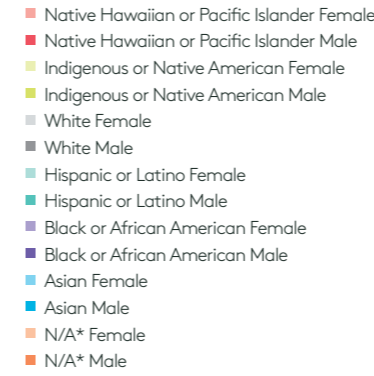 Native Hawaiian or Pacific Islander Female
Native Hawaiian or Pacific Islander Male
Indigenous or Native American Female
Indigenous or Native American Male
White Female
White Male
Hispanic or Latino Female
Hispanic or Latino Male
Black or African American Female
Black or African American Male
Asian Female
Asian Male
N/A* Female
N/A* Male